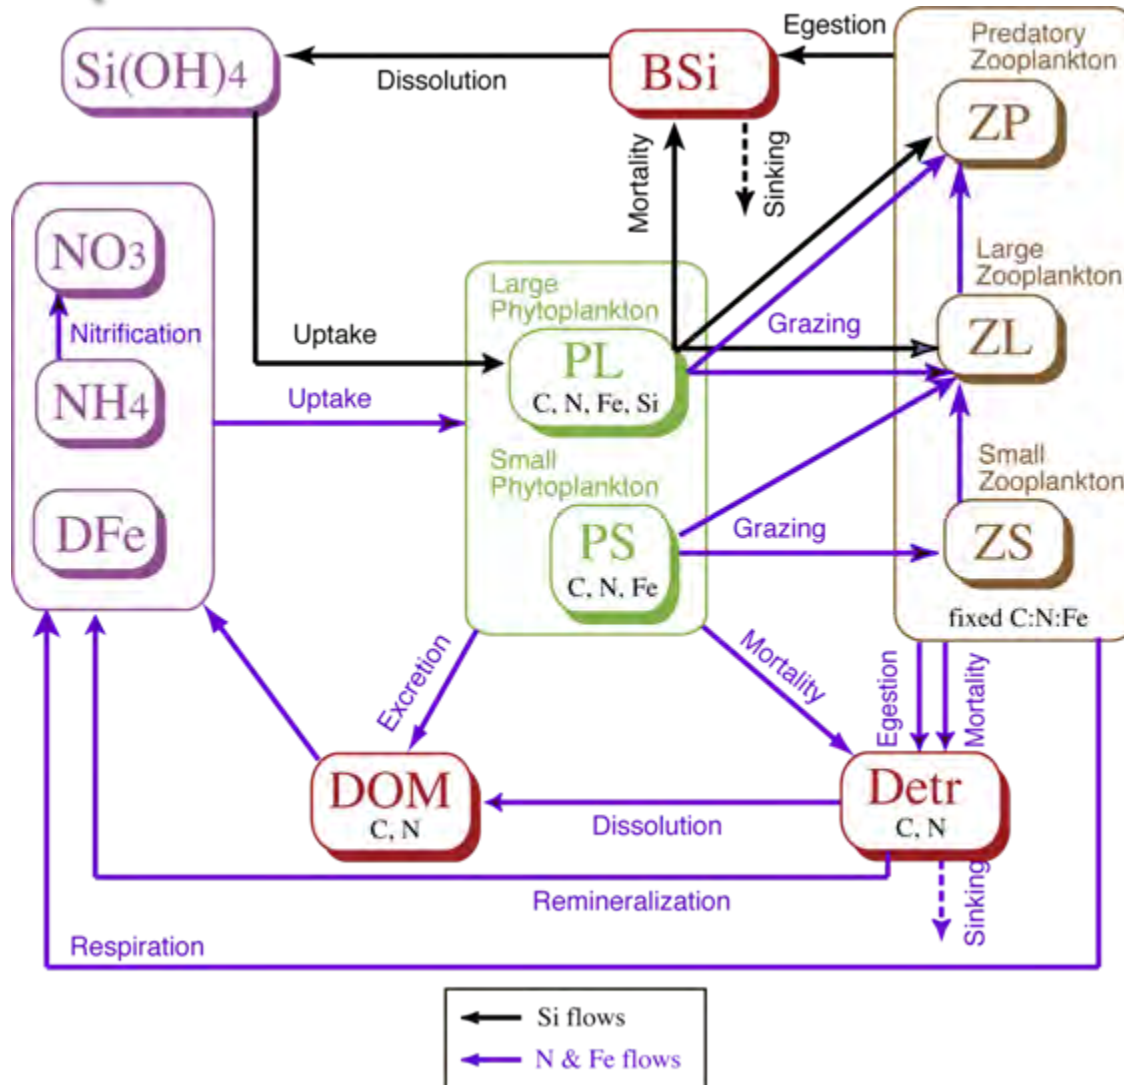 Egestion
Si(OH)4
Dissolution
BSi
Predatory
Zooplankton
ZP
Mortality
Sinking
NO3
Nitrification
NH4
DFe
Uptake
Uptake
Large
Phytoplankton
PL
C, N, Fe, Si
Small
Phytoplankton
PS
C, N, Fe
Grazing
Grazing
Large
Zooplankton
ZL
Small
Zooplankton
ZS
fixed C:N:Fe
Excretion
Mortality
Egestion
Mortality
DOM
C, N
Dissolution
Detr
C, N
Remineralization
Sinking
Respiration
Si flows
N & Fe flows